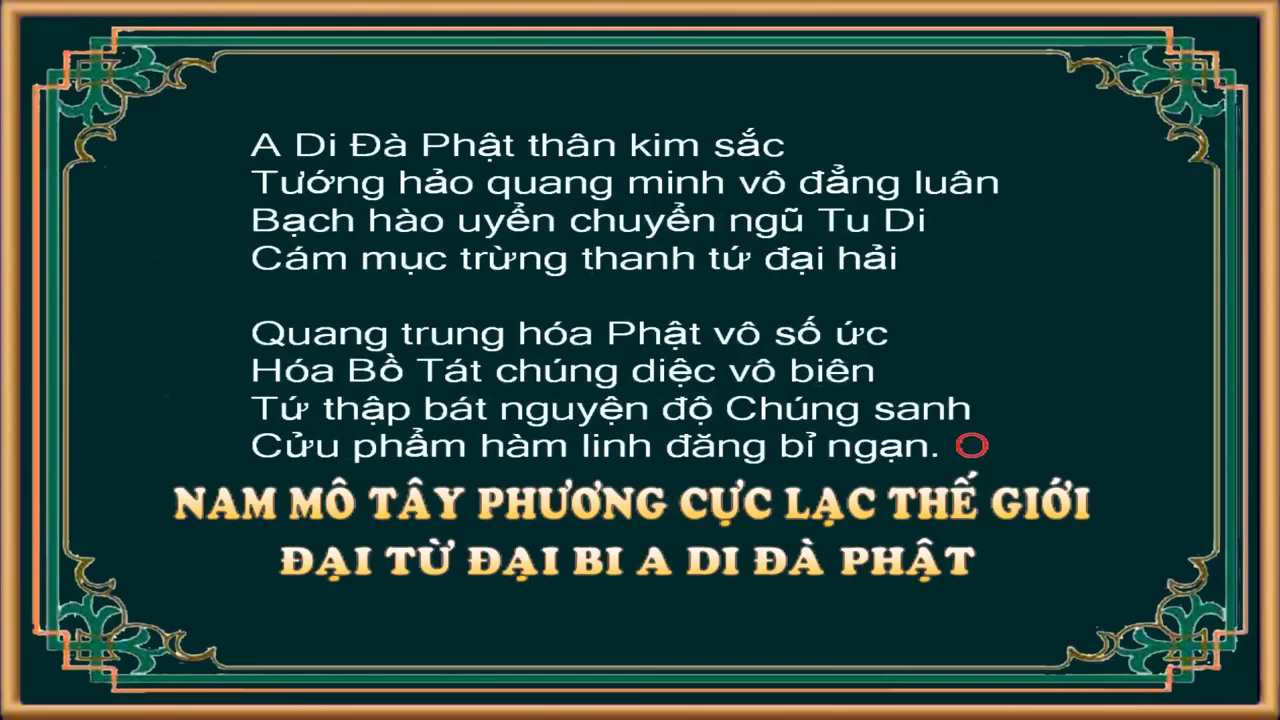 A Di Đà Phật thân kim sắc
Tướng hảo quang minh vô đẳng luân
Bạch hào uyển chuyển ngũ Tu Di
Cám mục trừng thanh tứ đại hải
Quang trung hóa Phật vô số ức
Hóa Bồ Tát chúng diệc vô biên
Tứ thập bát nguyện độ Chúng sanh
Cửu phẩm hàm linh đăng bỉ ngạn. O
NAM MÔ TÂY PHƯƠNG CỰC LẠC THẾ GIỚI
ĐẠI TỪ ĐẠI BI A DI ĐÀ PHẬT